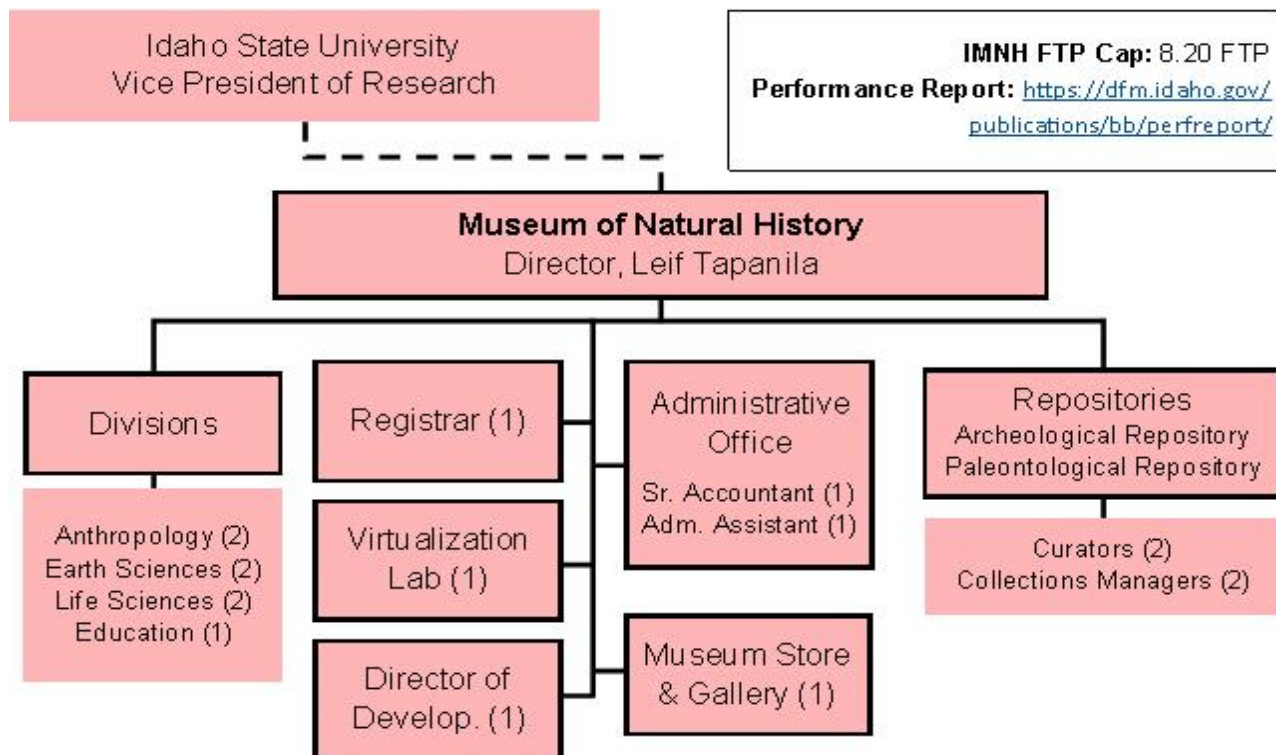 Idaho State University
Vice President of Research
IMNH FTP Cap: 8.20 FTP
Performance Report: https://dfm.idaho.gov/
publications/bb/perfreport/
Museum of Natural History
Director, Leif Tapanila
Divisions
Anthropology (2)
Earth Sciences (2)
Life Sciences (2)
Education (1)
Registrar (1)
Virtualization
Lab (1)
Director of
Develop. (1)
Administrative
Office
Sr. Accountant (1)
Adm. Assistant (1)
Museum Store
& Gallery (1)
Repositories
Archeological Repository
Paleontological Repository
Curators (2)
Collections Managers (2)